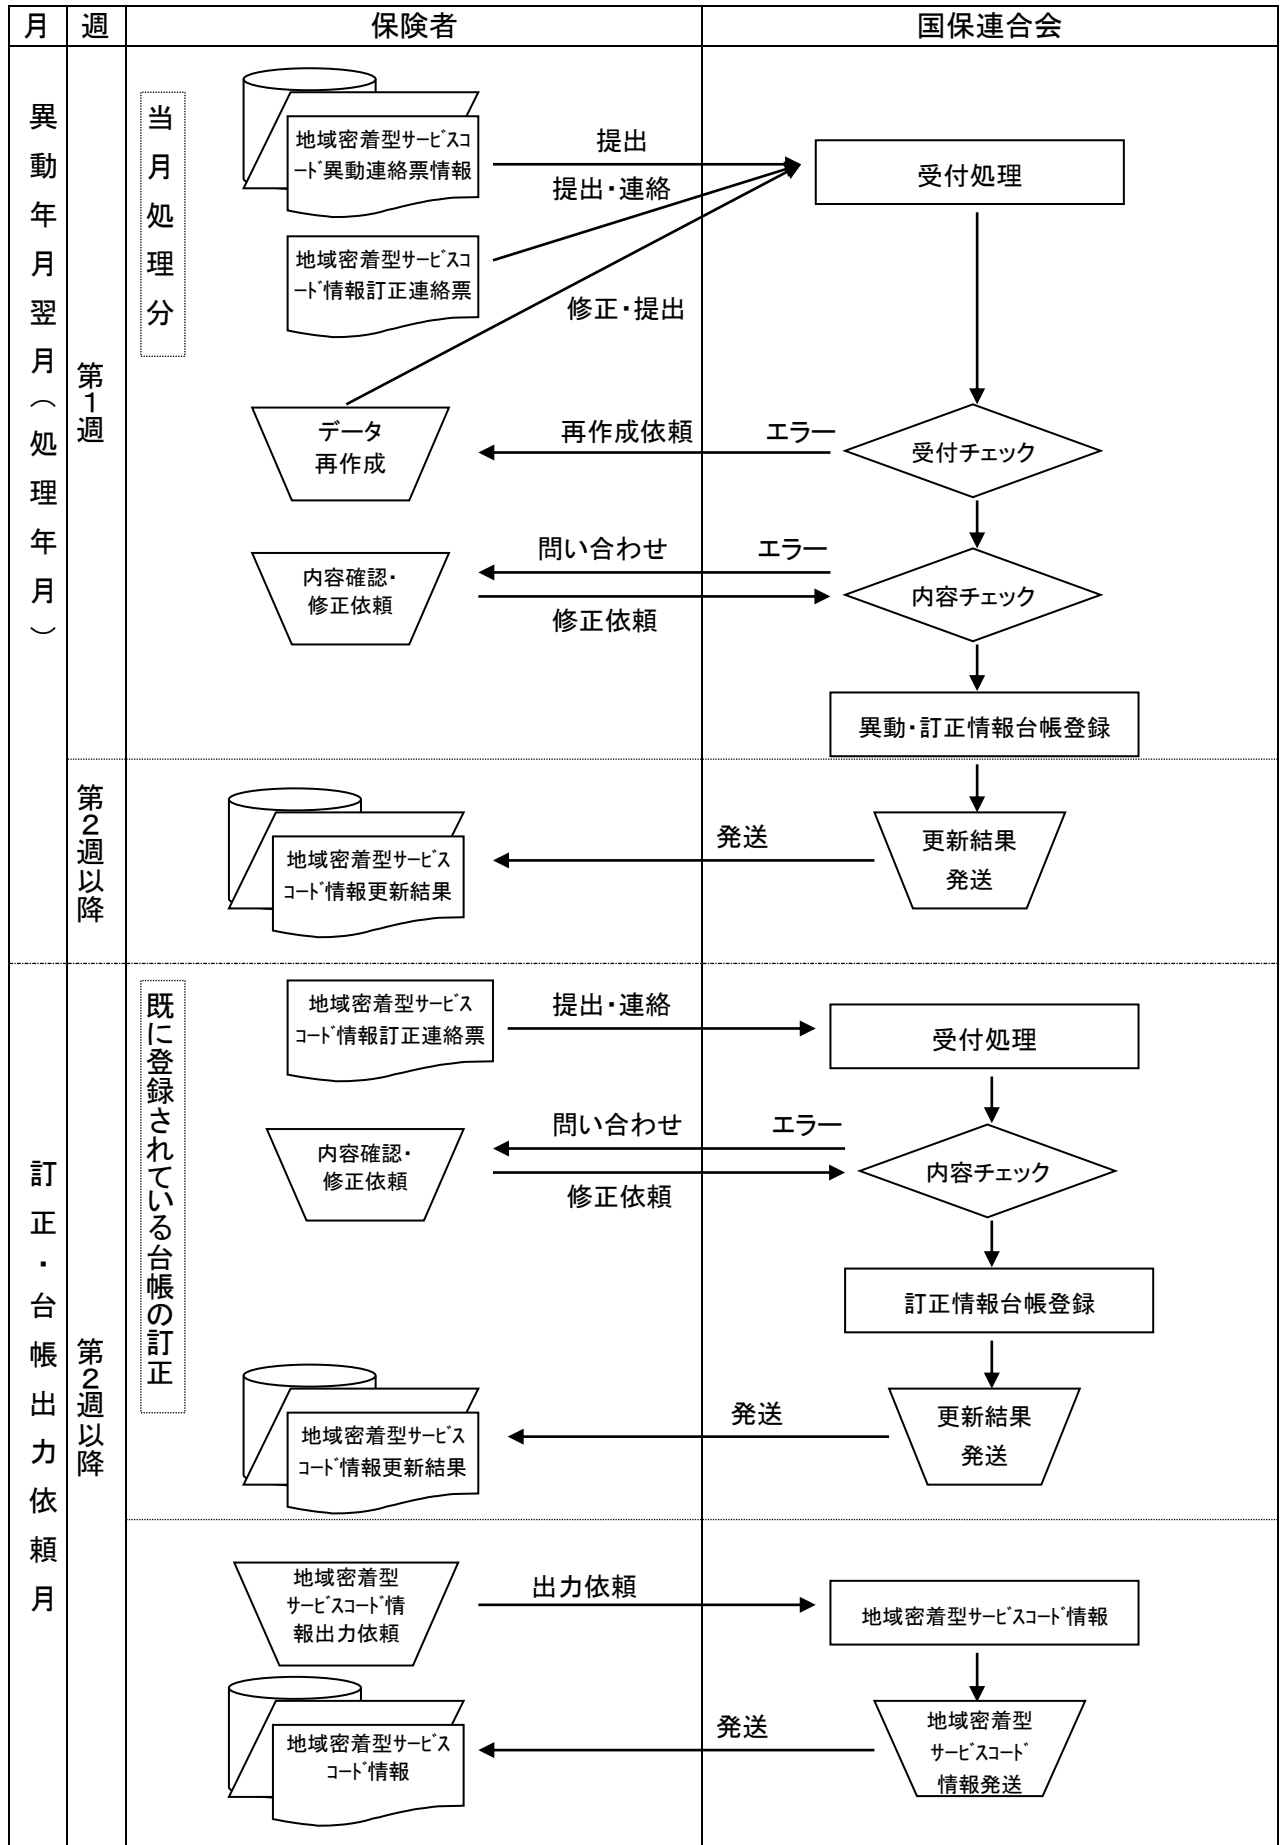 月
週
保険者
国保連合会
異動年月翌月（処理年月）
第1週
当月処理分
地域密着型ｻｰﾋﾞｽｺ
ｰﾄﾞ異動連絡票情報
提出
受付処理
提出・連絡
地域密着型ｻｰﾋﾞｽｺ
ｰﾄﾞ情報訂正連絡票
修正・提出
データ
再作成
再作成依頼
エラー
受付チェック
問い合わせ
エラー
内容確認・
修正依頼
内容チェック
修正依頼
異動・訂正情報台帳登録
第2週以降
地域密着型ｻｰﾋﾞｽ
ｺｰﾄﾞ情報更新結果
発送
更新結果
発送
訂正・台帳出力依頼月
第2週以降
既に登録されている台帳の訂正
地域密着型ｻｰﾋﾞｽ
ｺｰﾄﾞ情報訂正連絡票
提出・連絡
受付処理
問い合わせ
エラー
内容確認・
修正依頼
内容チェック
修正依頼
訂正情報台帳登録
地域密着型ｻｰﾋﾞｽ
ｺｰﾄﾞ情報更新結果
発送
更新結果
発送
地域密着型
ｻｰﾋﾞｽｺｰﾄﾞ情
報出力依頼
出力依頼
地域密着型ｻｰﾋﾞｽｺｰﾄﾞ情報
地域密着型ｻｰﾋﾞｽ
ｺｰﾄﾞ情報
発送
地域密着型
ｻｰﾋﾞｽｺｰﾄﾞ
情報発送